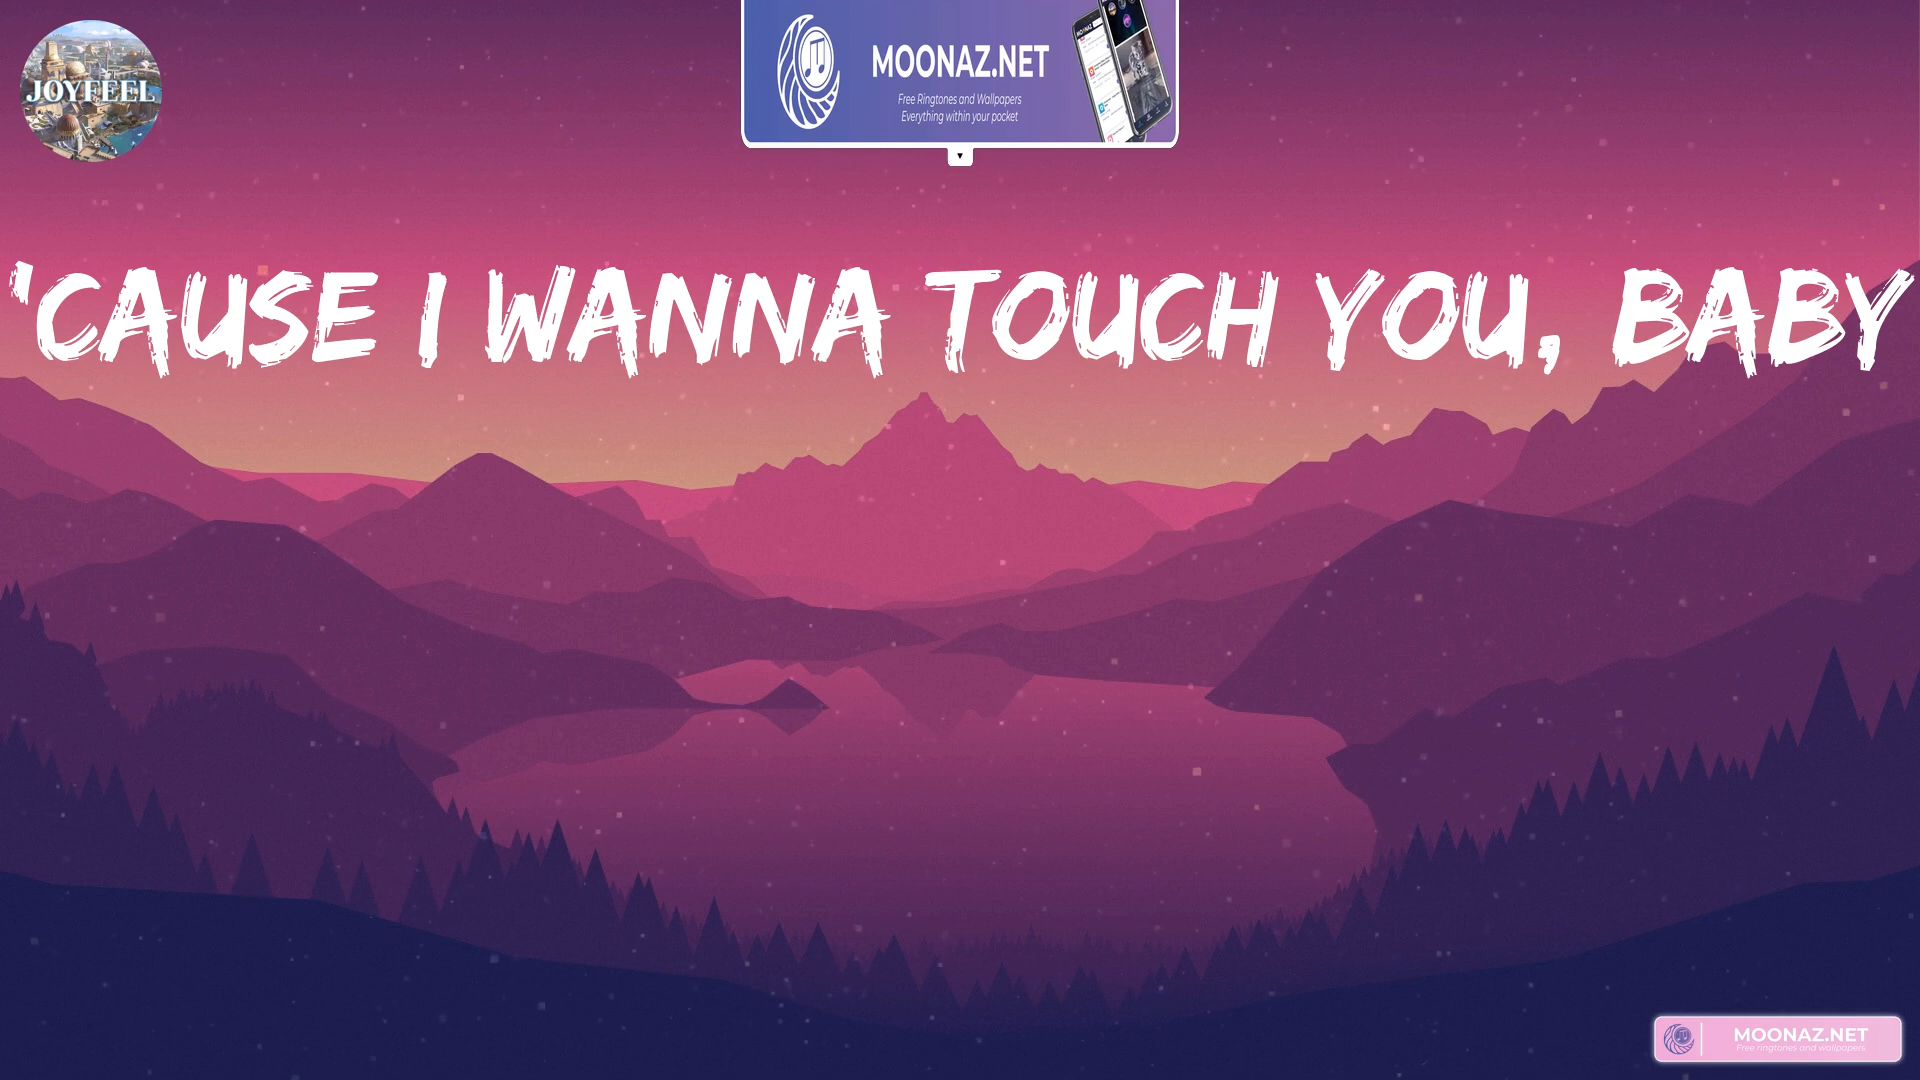 JOYFEEL
MOONAZ.NET
Free Ringtones and Wallpapers
Everything within your pocket
'CAUSE I WANNA TOUCH YOU, BABY
MOONAZ.NET
Free ringtones and wallpapers